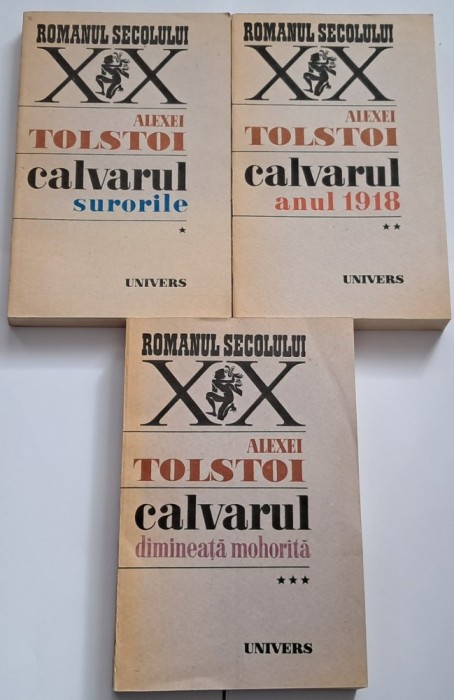 ROMANUL SECOLULUI
XX
ALEXEI
TOLSTOI
calvarul
surorile
★
UNIVERS
ROMANUL SECOLULUI
XX
ALEXEI
TOLSTOI
calvarul
anul 1918
★★
UNIVERS
ROMANUL SECOLULUI
XX
ALEXEI
TOLSTOI
calvarul
dimineață mohorîtă
★★★
UNIVERS